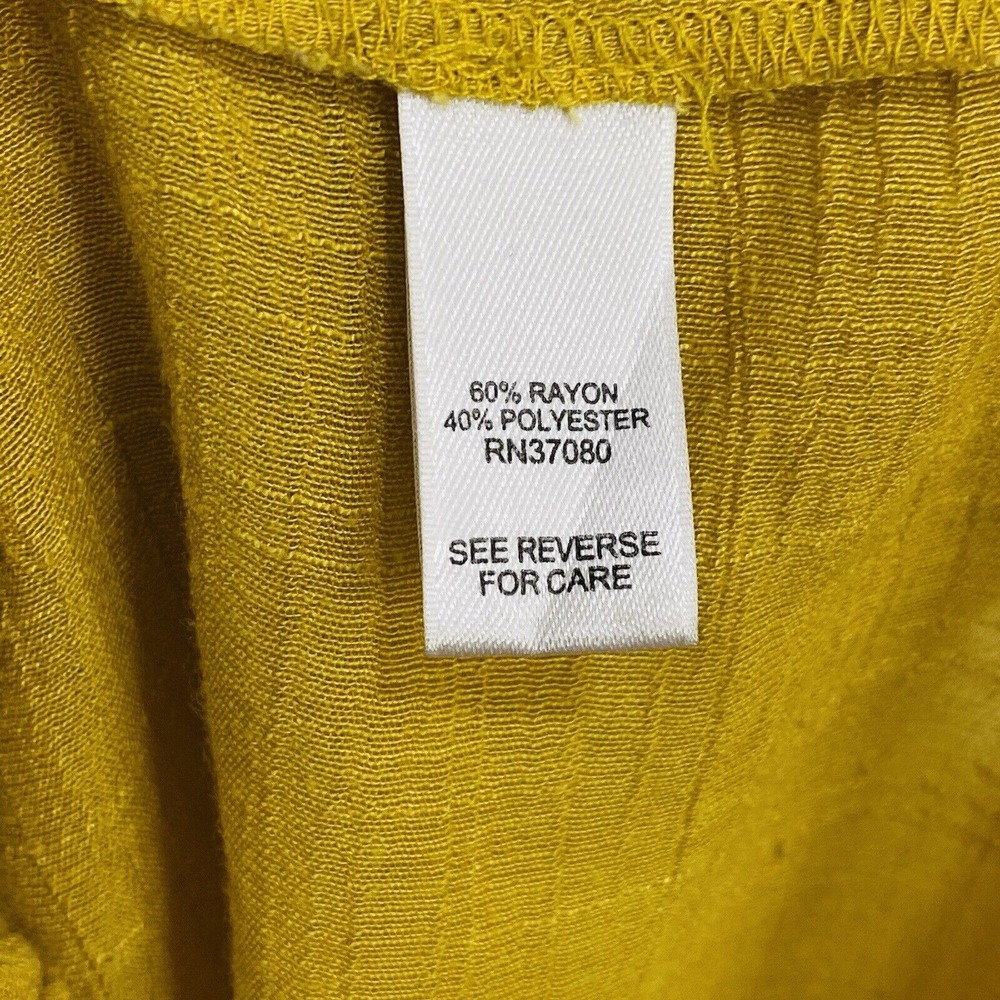 60% RAYON
40% POLYESTER
RN37080
SEE REVERSE
FOR CARE